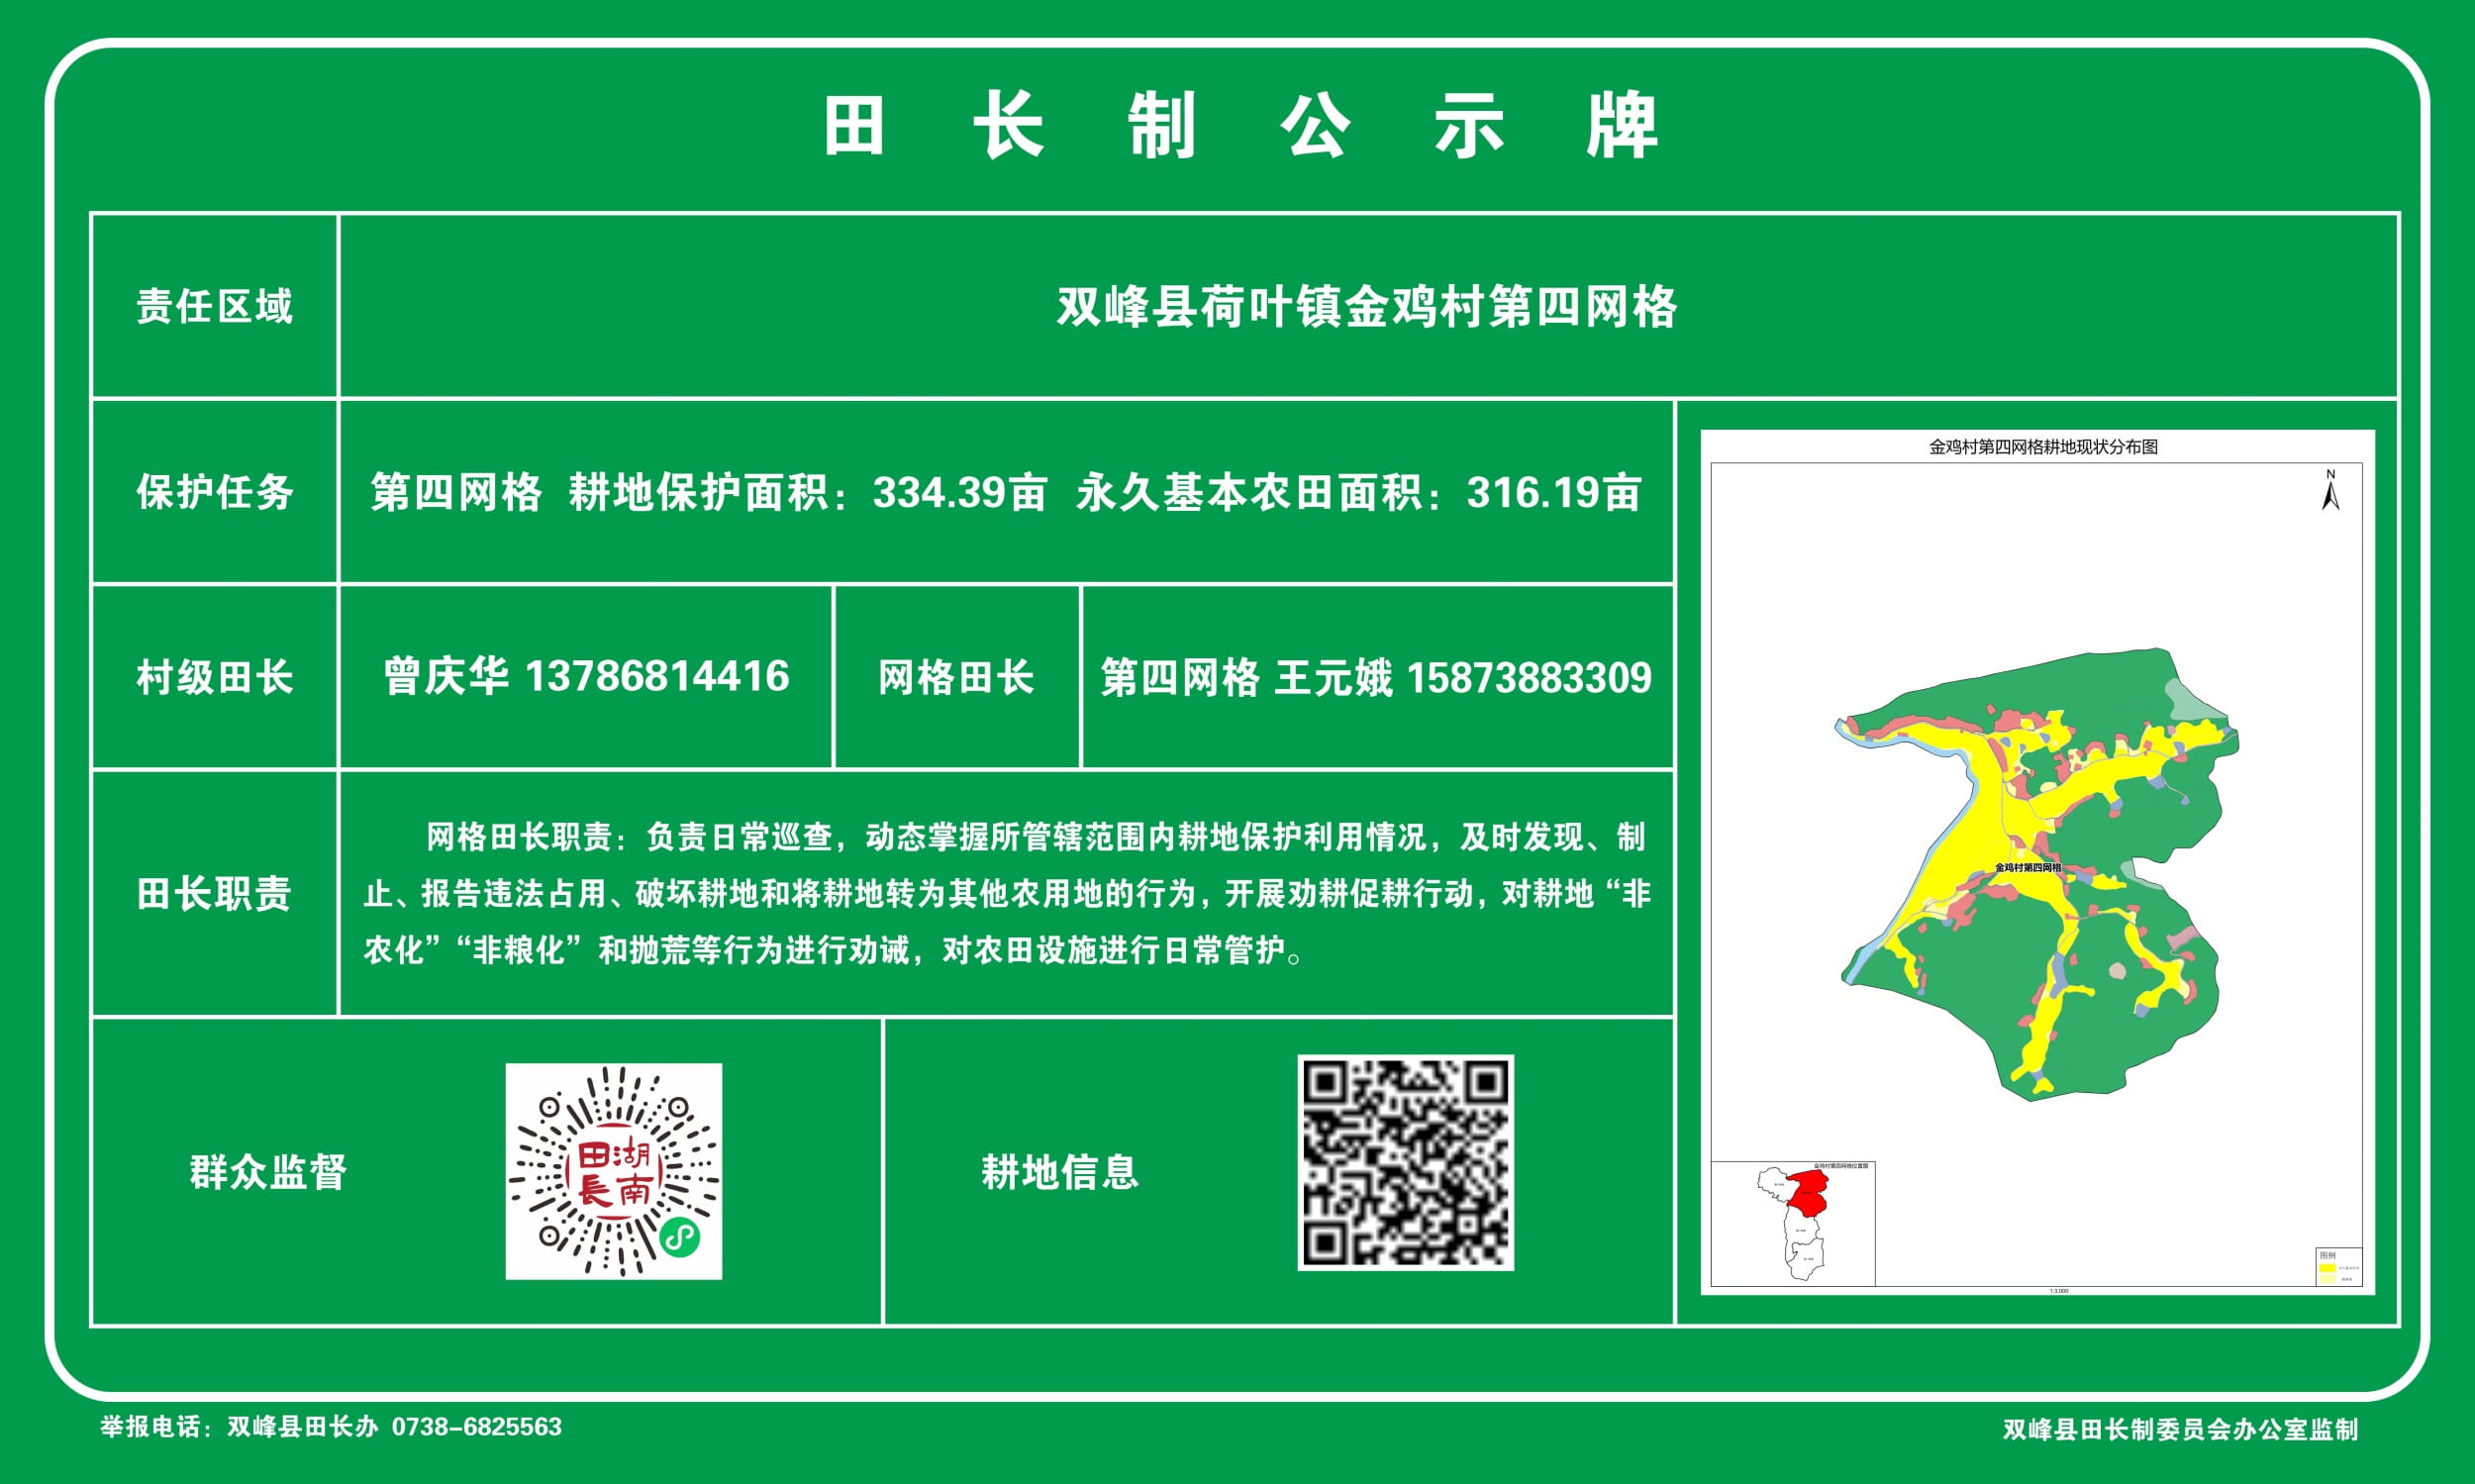 田长制公示牌
责任区域
双峰县荷叶镇金鸡村第四网格
保护任务
第四网格 耕地保护面积：334.39亩 永久基本农田面积：316.19亩
村级田长
曾庆华 13786814416
网格田长
第四网格 王元娥 15873883309
田长职责
网格田长职责：负责日常巡查，动态掌握所管辖范围内耕地保护利用情况，及时发现、制
止、报告违法占用、破坏耕地和将耕地转为其他农用地的行为，开展劝耕促耕行动，对耕地“非
农化”“非粮化”和抛荒等行为进行劝诫，对农田设施进行日常管护。
群众监督
湖南
田長
耕地信息
金鸡村第四网格耕地现状分布图
N
金鸡村第四网格
金鸡村第四网格位置图
图例
1:3,000
举报电话：双峰县田长办 0738-6825563
双峰县田长制委员会办公室监制